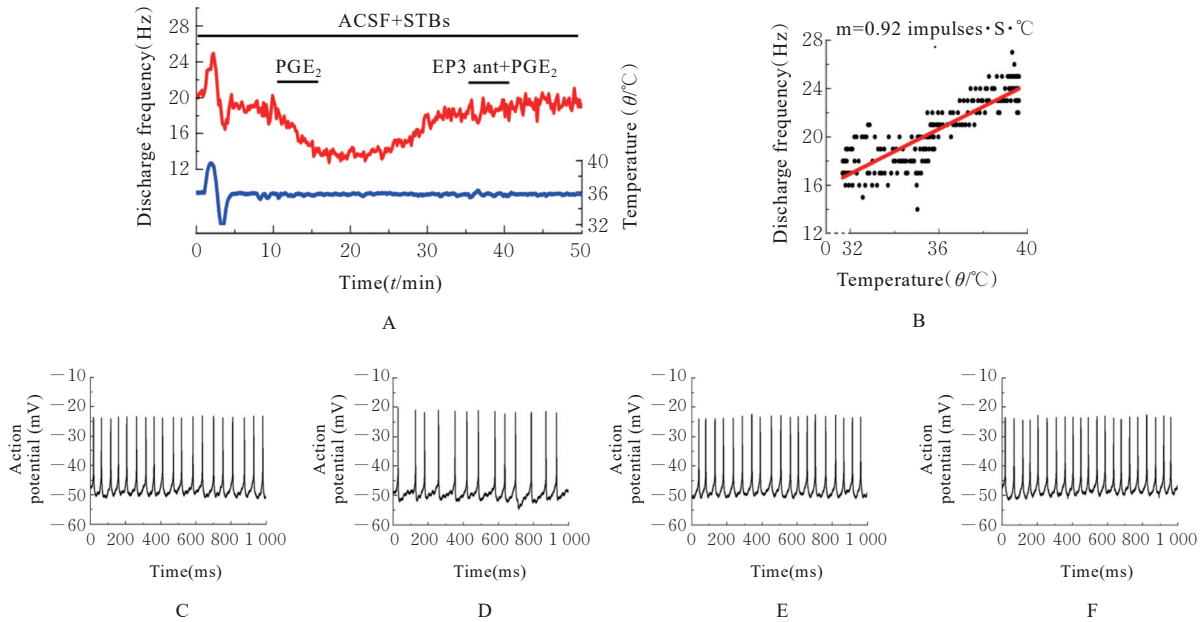 ACSF+STBs
PGE₂
EP3 ant+PGE₂
Discharge frequency(Hz)
28
24
20
16
12
40
36
32
Temperature(θ/℃)
0
10
20
30
40
50
Time(t/min)
A
m=0.92 impulses·S·℃
Discharge frequency(Hz)
28
24
20
16
12
0
32
36
40
Temperature(θ/℃)
B
Action
potential (mV)
−10
−20
−30
−40
−50
−60
0 200 400 600 800 1 000
Time(ms)
C
Action
potential (mV)
−10
−20
−30
−40
−50
−60
0 200 400 600 800 1 000
Time(ms)
D
Action
potential (mV)
−10
−20
−30
−40
−50
−60
0 200 400 600 800 1 000
Time(ms)
E
Action
potential (mV)
−10
−20
−30
−40
−50
−60
0 200 400 600 800 1 000
Time(ms)
F